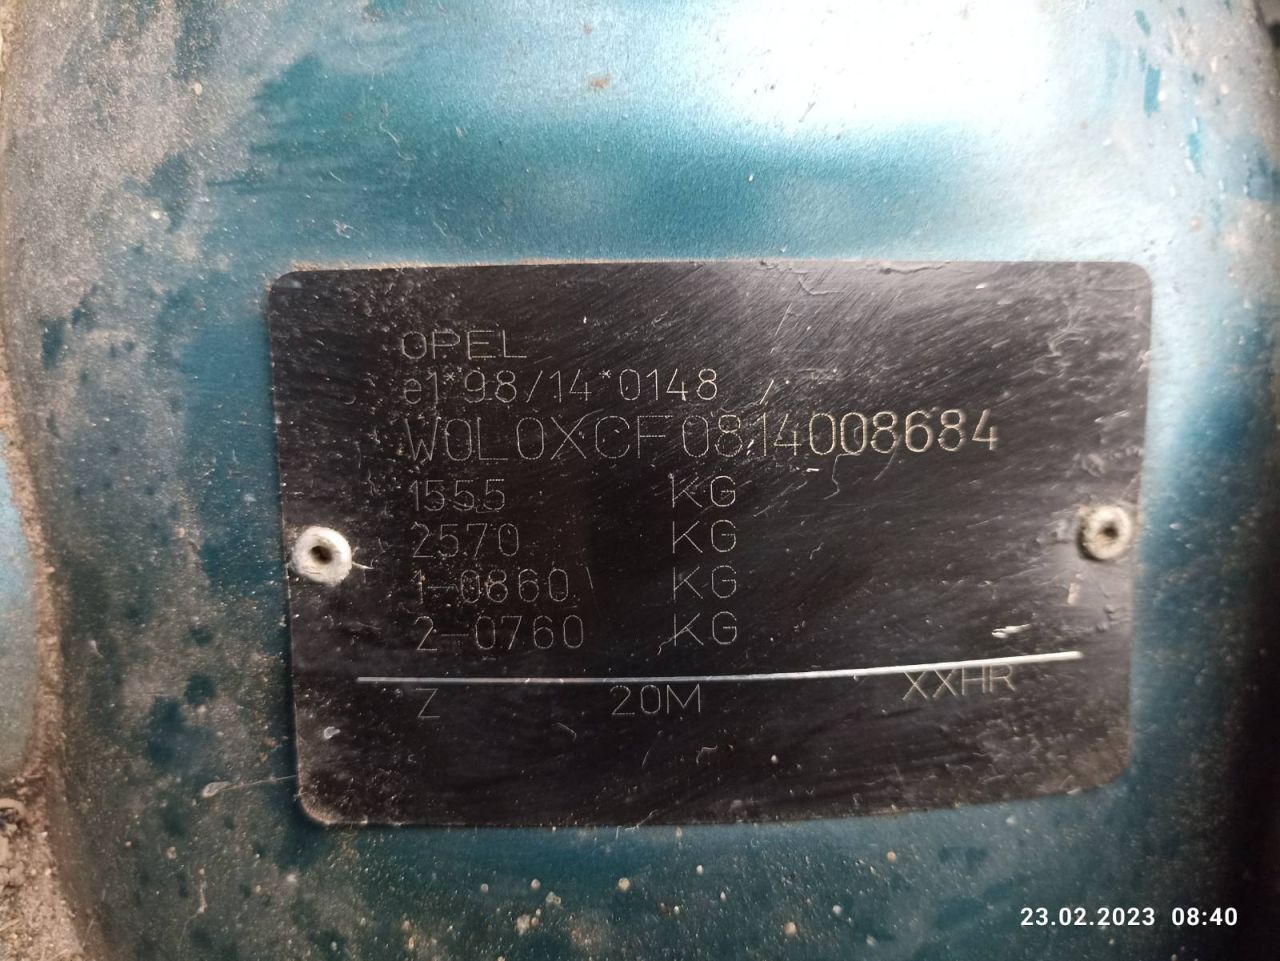 OPEL
e1*98/14*0148
W0L0XCF0814008684
1555 KG
2570 KG
1-0860 KG
2-0760 KG
Z 20M XXHR
23.02.2023 08:40